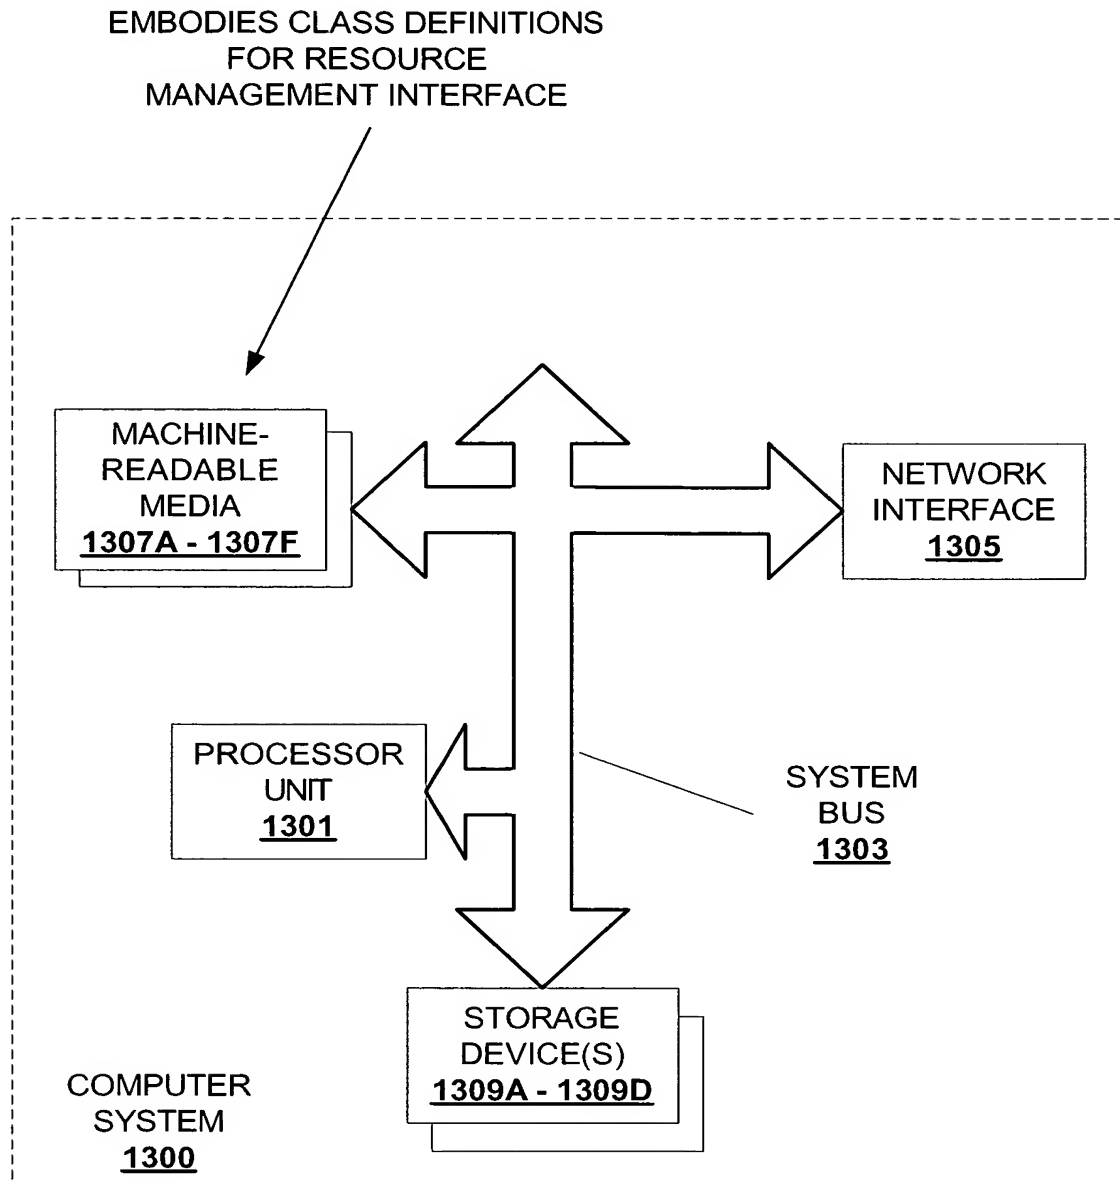 EMBODIES CLASS DEFINITIONS
FOR RESOURCE
MANAGEMENT INTERFACE
MACHINE-
READABLE
MEDIA
1307A - 1307F
NETWORK
INTERFACE
1305
PROCESSOR
UNIT
1301
SYSTEM
BUS
1303
STORAGE
DEVICE(S)
1309A - 1309D
COMPUTER
SYSTEM
1300